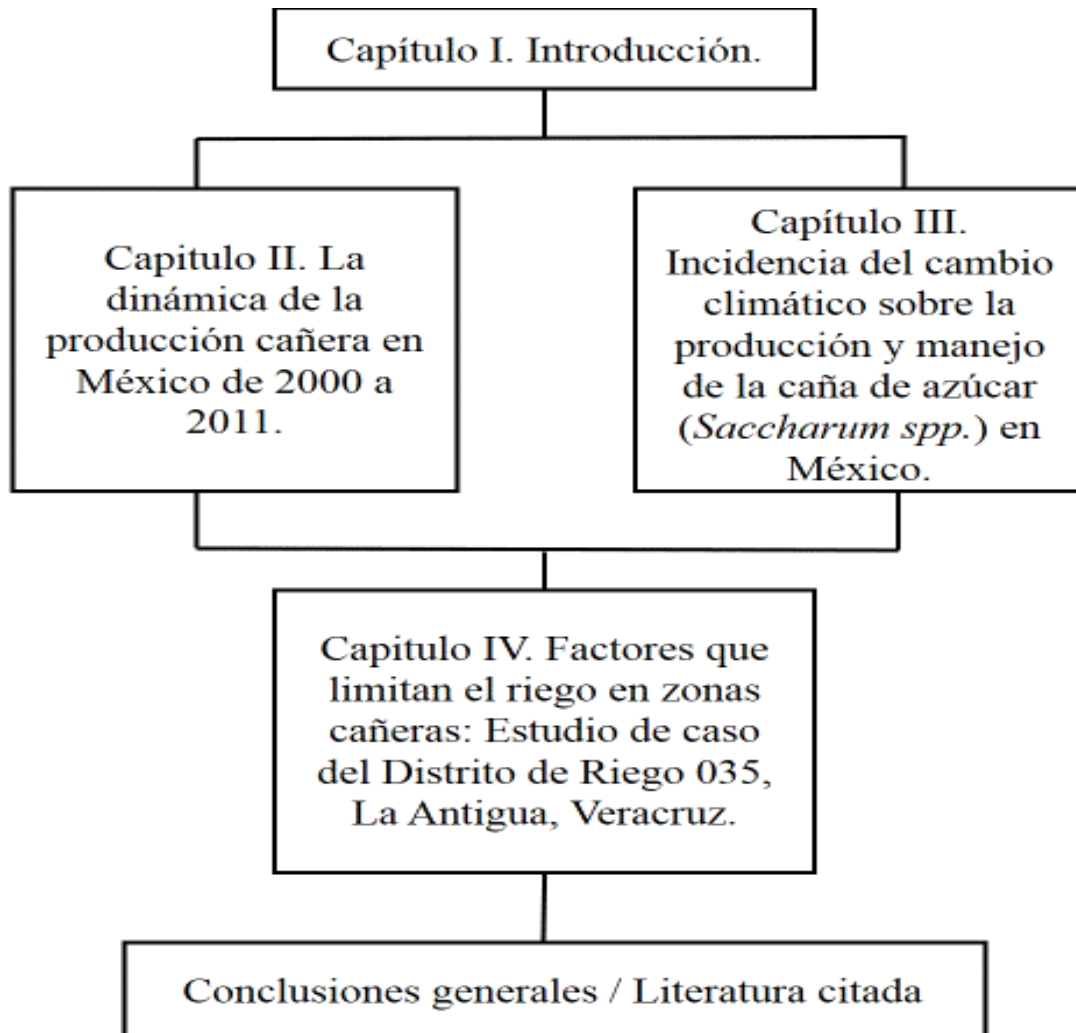 Capítulo I. Introducción.
Capitulo II. La
dinámica de la
producción cañera en
México de 2000 a
2011.
Capítulo III.
Incidencia del cambio
climático sobre la
producción y manejo
de la caña de azúcar
(Saccharum spp.) en
México.
Capitulo IV. Factores que
limitan el riego en zonas
cañeras: Estudio de caso
del Distrito de Riego 035,
La Antigua, Veracruz.
Conclusiones generales / Literatura citada